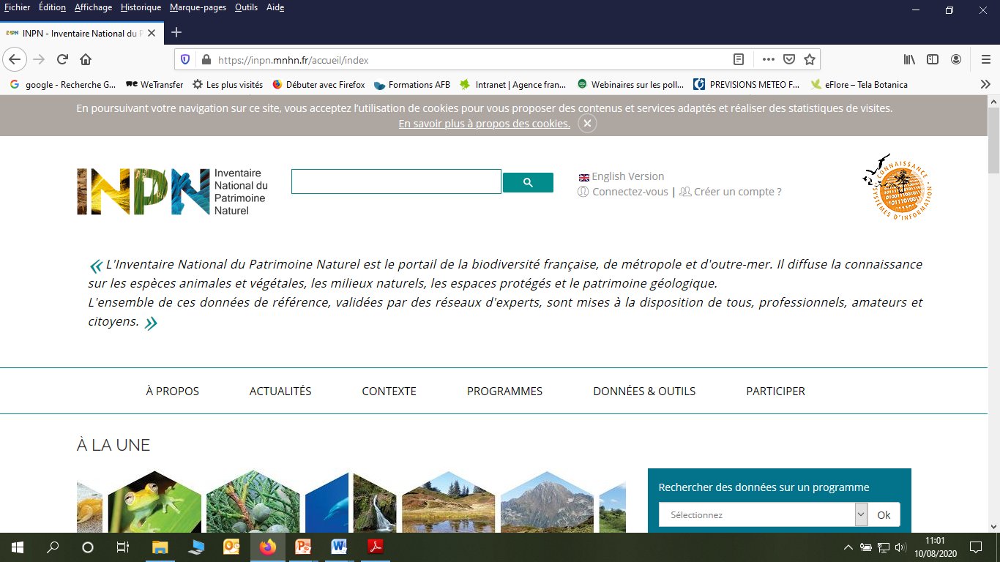 Fichier Édition Affichage Historique Marque-pages Outils Aide
INPN - Inventaire National du P
https://inpn.mnhn.fr/accueil/index
google - Recherche G... WeTransfer Les plus visités Débuter avec Firefox Formations AFB Intranet | Agence fran... Webinaires sur les poll... PREVISIONS METEO F... eFlore – Tela Botanica
En poursuivant votre navigation sur ce site, vous acceptez l'utilisation de cookies pour vous proposer des contenus et services adaptés et réaliser des statistiques de visites.
En savoir plus à propos des cookies.
INPN
Inventaire
National du
Patrimoine
Naturel
English Version
Connectez-vous | Créer un compte ?
CONNAISSANCE
SYSTÈMES D'INFORMATION
« L'Inventaire National du Patrimoine Naturel est le portail de la biodiversité française, de métropole et d'outre-mer. Il diffuse la connaissance
sur les espèces animales et végétales, les milieux naturels, les espaces protégés et le patrimoine géologique.
L'ensemble de ces données de référence, validées par des réseaux d'experts, sont mises à la disposition de tous, professionnels, amateurs et
citoyens. »
À PROPOS ACTUALITÉS CONTEXTE PROGRAMMES DONNÉES & OUTILS PARTICIPER
À LA UNE
Rechercher des données sur un programme
Sélectionnez Ok
11:01
10/08/2020